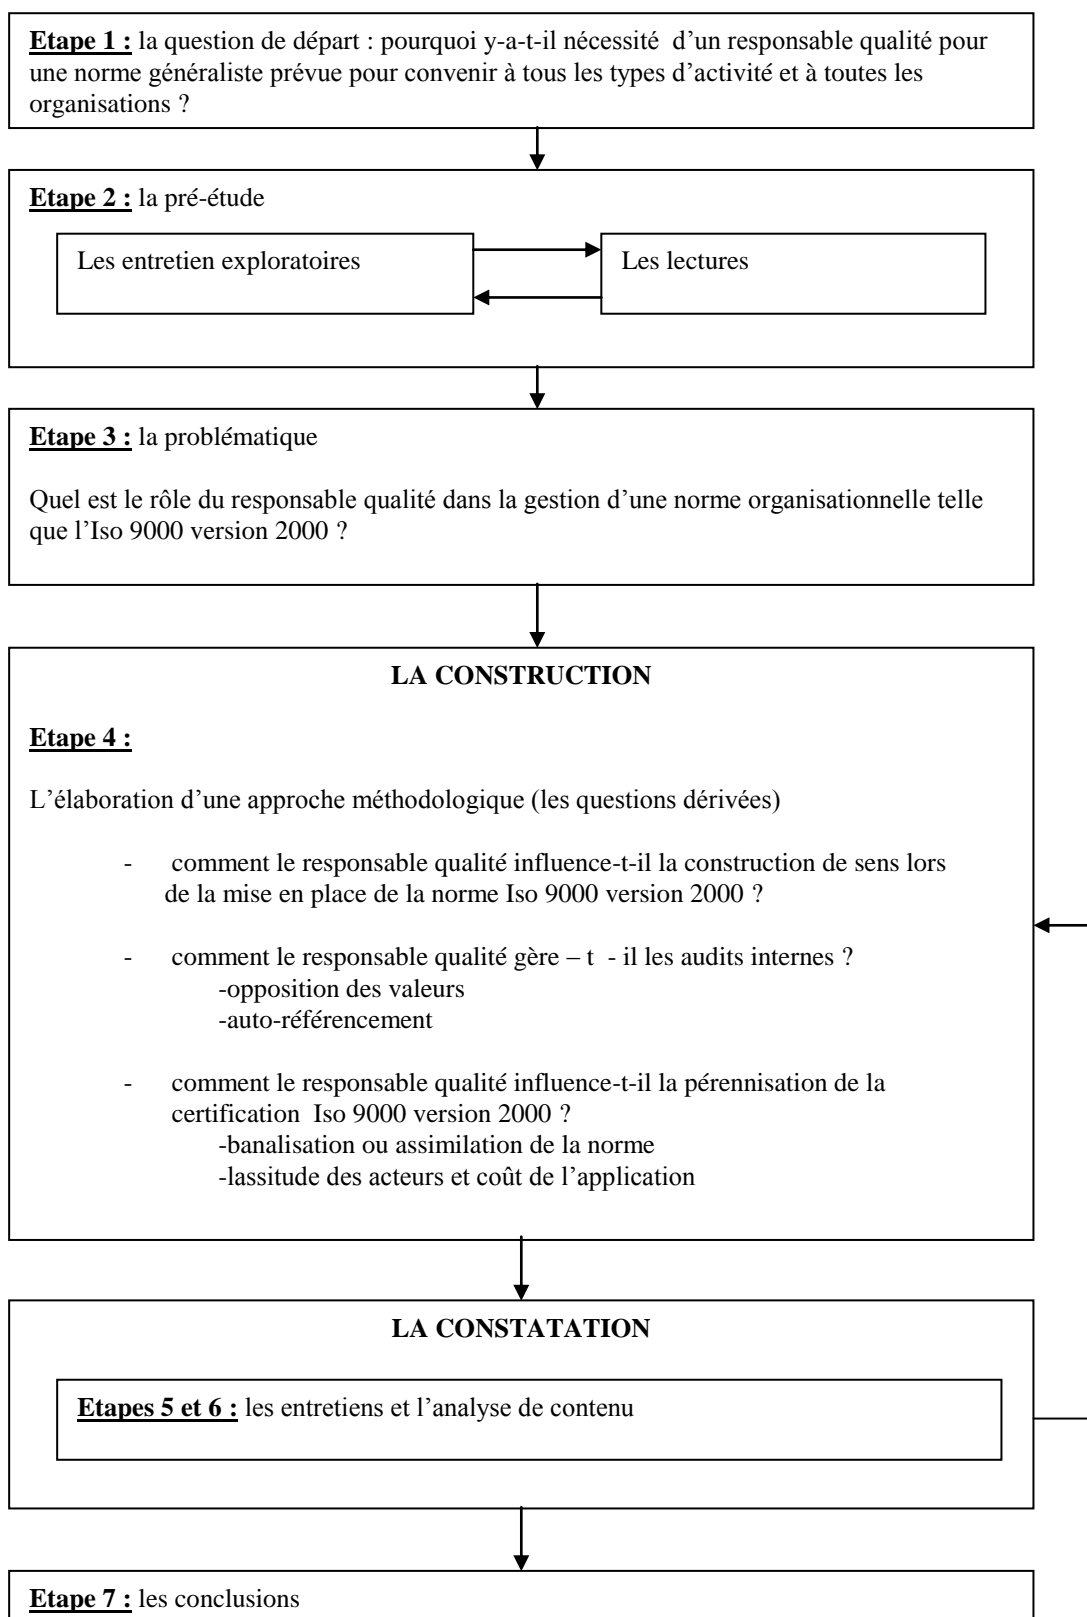 Etape 1 : la question de départ : pourquoi y-a-t-il nécessité  d’un responsable qualité pour
une norme généraliste prévue pour convenir à tous les types d’activité et à toutes les
organisations ?
Etape 2 : la pré-étude
Les entretien exploratoires
Les lectures
Etape 3 : la problématique
Quel est le rôle du responsable qualité dans la gestion d’une norme organisationnelle telle
que l’Iso 9000 version 2000 ?
LA CONSTRUCTION
Etape 4 :
L’élaboration d’une approche méthodologique (les questions dérivées)
- comment le responsable qualité influence-t-il la construction de sens lors
de la mise en place de la norme Iso 9000 version 2000 ?
- comment le responsable qualité gère – t  - il les audits internes ?
-opposition des valeurs
-auto-référencement
- comment le responsable qualité influence-t-il la pérennisation de la
certification  Iso 9000 version 2000 ?
-banalisation ou assimilation de la norme
-lassitude des acteurs et coût de l’application
LA CONSTATATION
Etapes 5 et 6 : les entretiens et l’analyse de contenu
Etape 7 : les conclusions